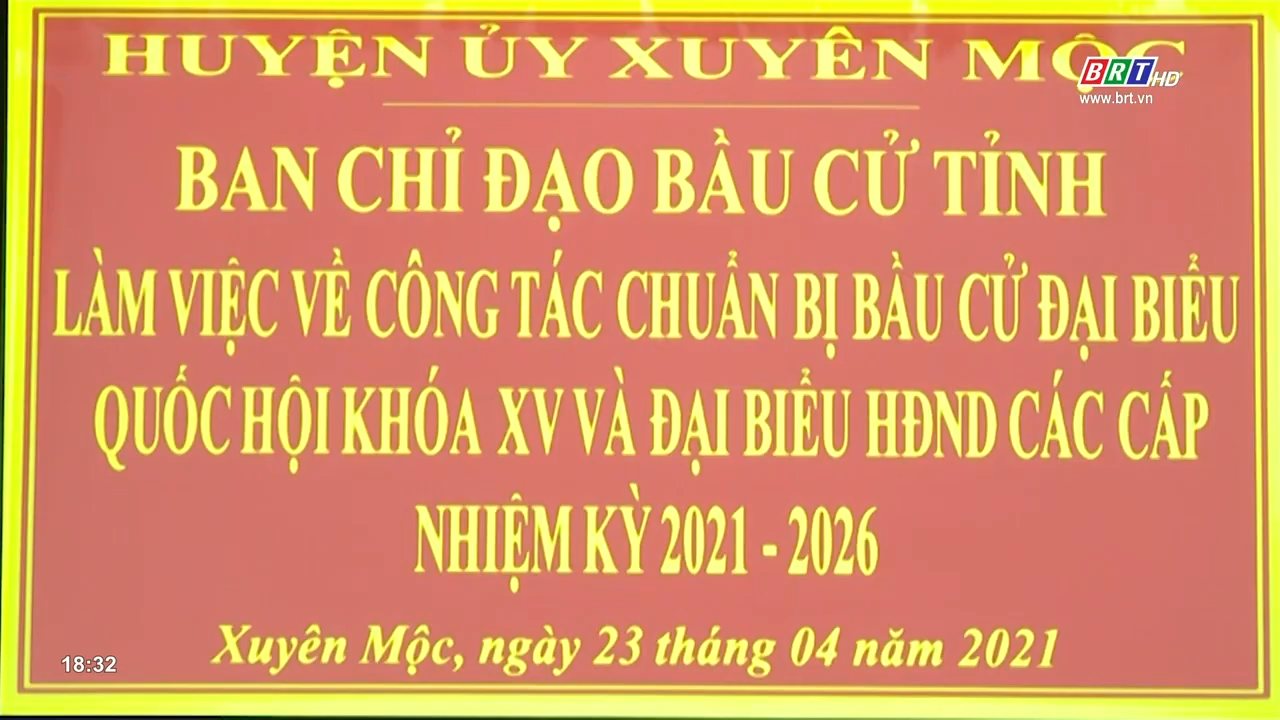 HUYỆN ỦY XUYÊN MỘC
BRT HD
www.brt.vn
BAN CHỈ ĐẠO BẦU CỬ TỈNH
LÀM VIỆC VỀ CÔNG TÁC CHUẨN BỊ BẦU CỬ ĐẠI BIỂU
QUỐC HỘI KHÓA XV VÀ ĐẠI BIỂU HĐND CÁC CẤP
NHIỆM KỲ 2021 - 2026
Xuyên Mộc, ngày 23 tháng 04 năm 2021
18:32